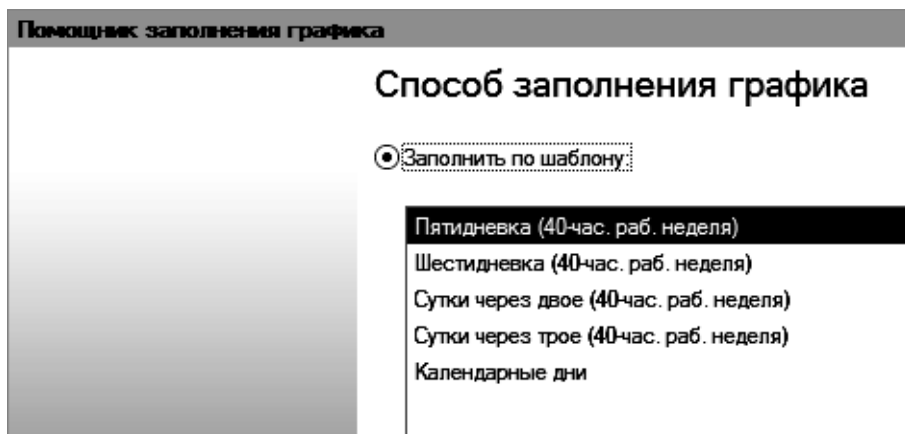 Помощник заполнения графика
Способ заполнения графика
Заполнить по шаблону:
Пятидневка (40-час. раб. неделя)
Шестидневка (40-час. раб. неделя)
Сутки через двое (40-час. раб. неделя)
Сутки через трое (40-час. раб. неделя)
Календарные дни